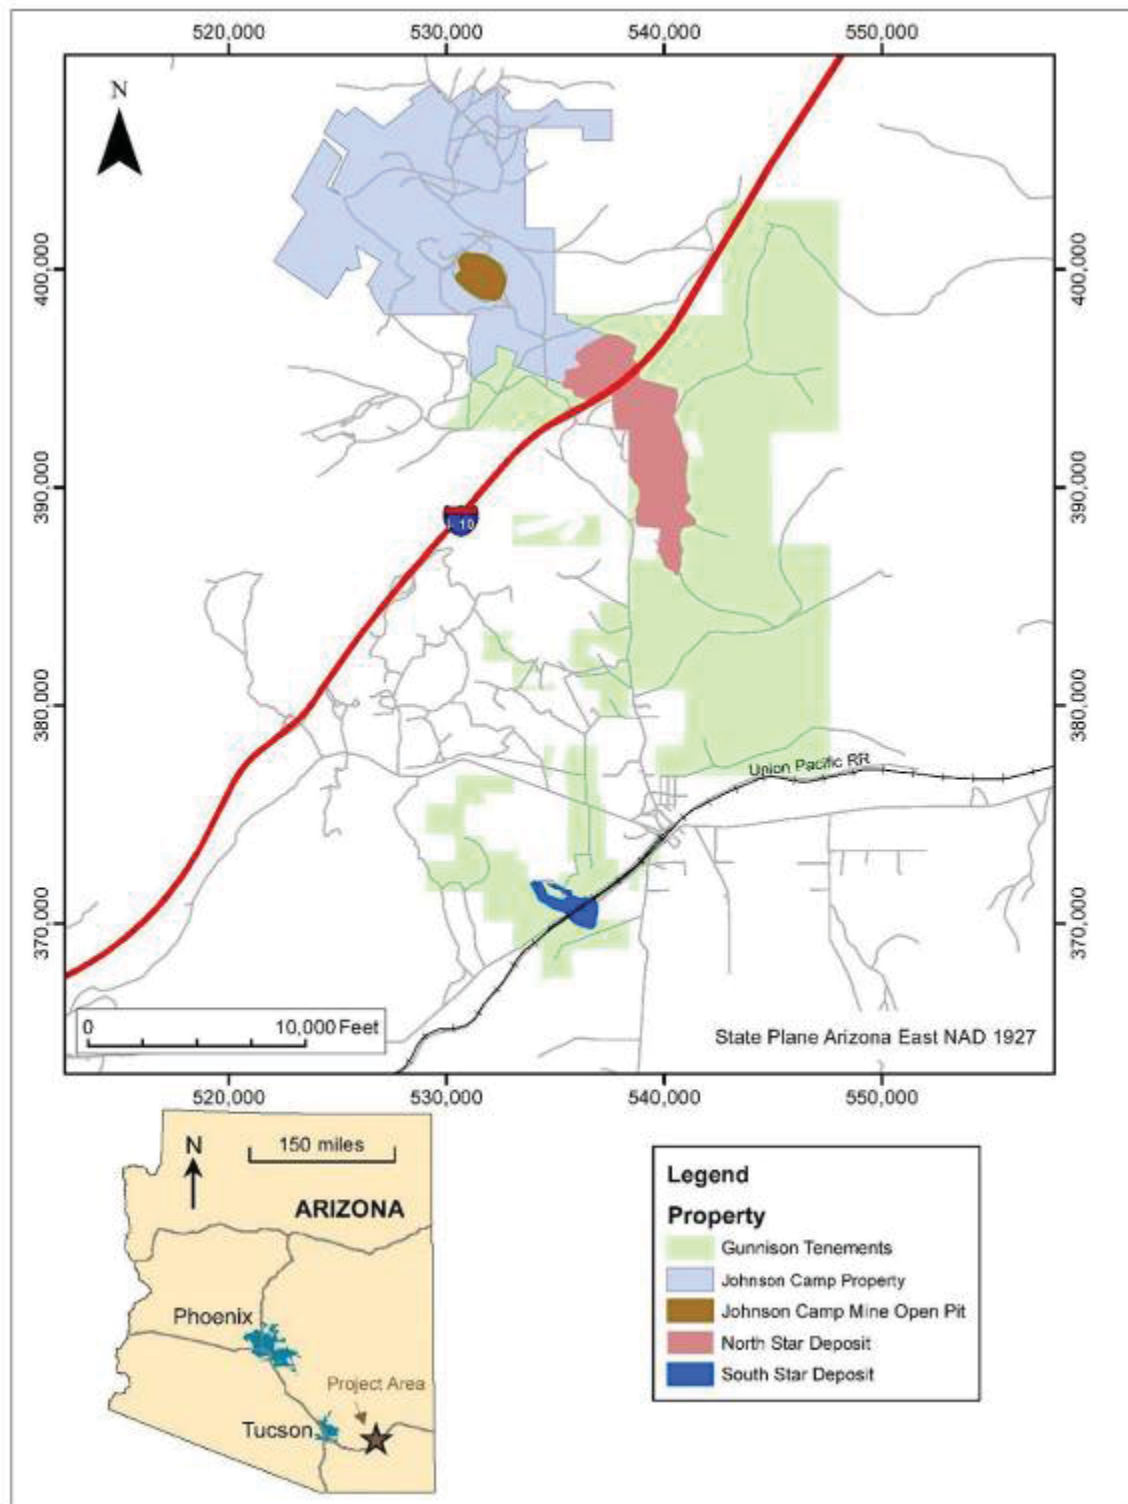 520,000 530,000 540,000 550,000
N
400,000 400,000
390,000 390,000
I-10
380,000 380,000
Union Pacific RR
370,000 370,000
0 10,000 Feet
State Plane Arizona East NAD 1927
520,000 530,000 540,000 550,000
N
150 miles
ARIZONA
Phoenix
Project Area
Tucson
Legend
Property
Gunnison Tenements
Johnson Camp Property
Johnson Camp Mine Open Pit
North Star Deposit
South Star Deposit